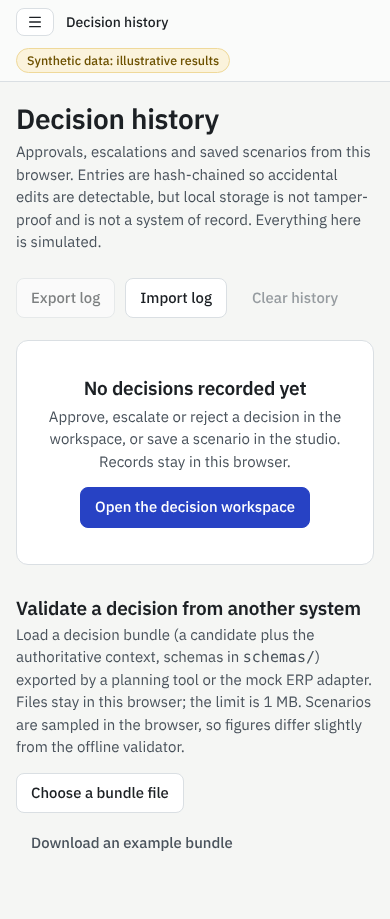 Decision history
Synthetic data: illustrative results
Decision history
Approvals, escalations and saved scenarios from this
browser. Entries are hash-chained so accidental
edits are detectable, but local storage is not tamper-
proof and is not a system of record. Everything here
is simulated.
Export log
Import log
Clear history
No decisions recorded yet
Approve, escalate or reject a decision in the
workspace, or save a scenario in the studio.
Records stay in this browser.
Open the decision workspace
Validate a decision from another system
Load a decision bundle (a candidate plus the
authoritative context, schemas in schemas/)
exported by a planning tool or the mock ERP adapter.
Files stay in this browser; the limit is 1 MB. Scenarios
are sampled in the browser, so figures differ slightly
from the offline validator.
Choose a bundle file
Download an example bundle